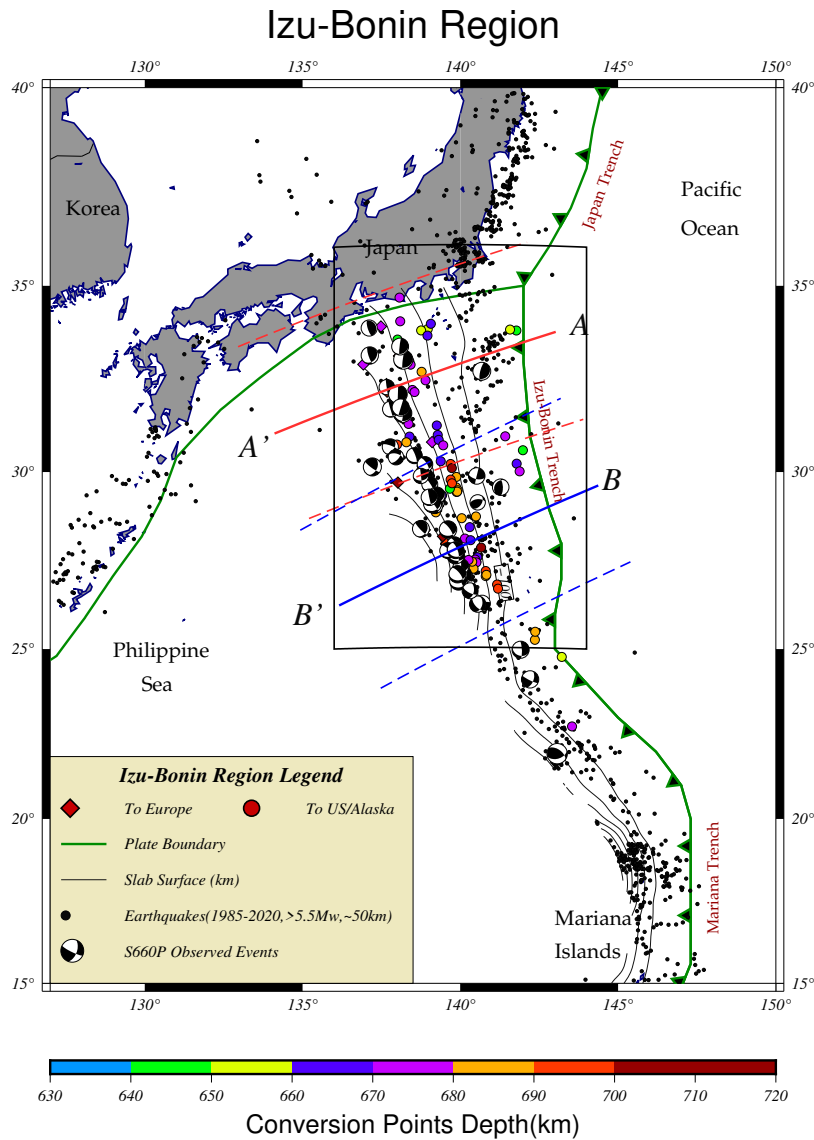 Izu-Bonin Region
130° 135° 140° 145° 150°
40° 40°
Japan Trench
Korea
Pacific
Ocean
Japan
35° 35°
A
Izu-Bonin Trench
A'
30° 30°
B
B'
25° 25°
Philippine
Sea
Izu-Bonin Region Legend
To Europe To US/Alaska
Plate Boundary
Slab Surface (km)
Earthquakes(1985-2020,>5.5Mw,~50km)
S660P Observed Events
20° 20°
Mariana Trench
Mariana
Islands
15° 15°
130° 135° 140° 145° 150°
630 640 650 660 670 680 690 700 710 720
Conversion Points Depth(km)